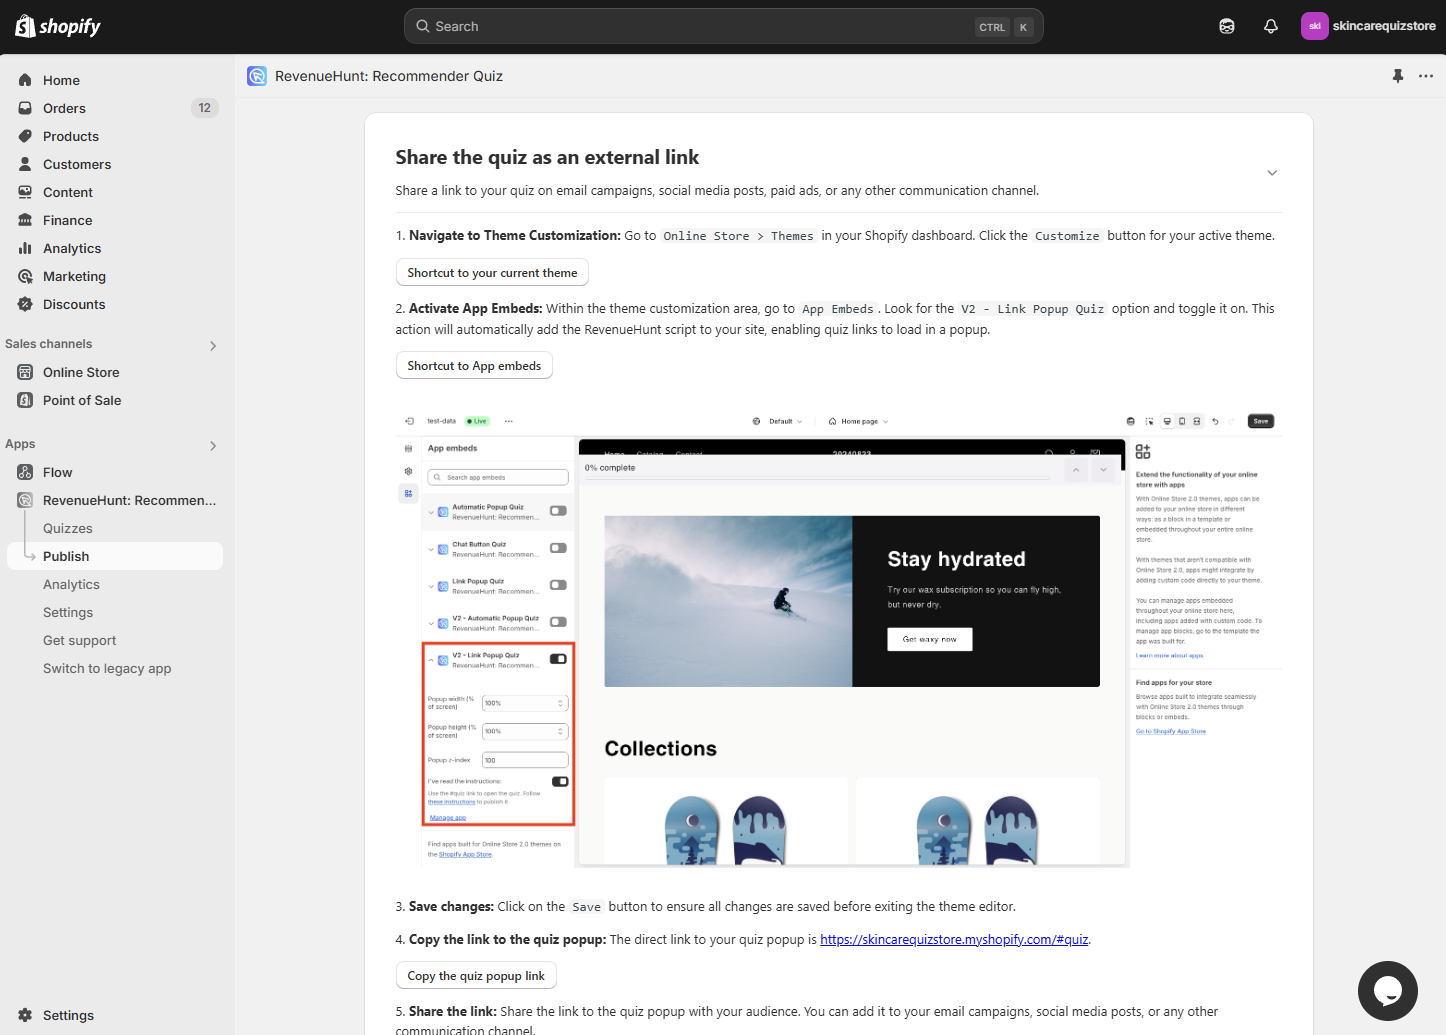 shopify
Search
CTRL K
ski
skincarequizstore
Home
Orders 12
Products
Customers
Content
Finance
Analytics
Marketing
Discounts
Sales channels
Online Store
Point of Sale
Apps
Flow
RevenueHunt: Recommen...
Quizzes
Publish
Analytics
Settings
Get support
Switch to legacy app
Settings
RevenueHunt: Recommender Quiz
Share the quiz as an external link
Share a link to your quiz on email campaigns, social media posts, paid ads, or any other communication channel.
1. Navigate to Theme Customization: Go to Online Store > Themes in your Shopify dashboard. Click the Customize button for your active theme.
Shortcut to your current theme
2. Activate App Embeds: Within the theme customization area, go to App Embeds. Look for the V2 - Link Popup Quiz option and toggle it on. This
action will automatically add the RevenueHunt script to your site, enabling quiz links to load in a popup.
Shortcut to App embeds
test-data Live
Default
Home page
Save
App embeds
Search app embeds
Automatic Popup Quiz
RevenueHunt: Recommen...
Chat Button Quiz
RevenueHunt: Recommen...
Link Popup Quiz
RevenueHunt: Recommen...
V2 - Automatic Popup Quiz
RevenueHunt: Recommen...
V2 - Link Popup Quiz
RevenueHunt: Recommen...
Popup width (%
of screen) 100%
Popup height (%
of screen) 100%
Popup z-index 100
I've read the instructions:
Use the #quiz link to open the quiz. Follow
these instructions to publish it
Manage app
Find apps built for Online Store 2.0 themes on
the Shopify App Store.
Home Catalog Contact 20240823
0% complete
Stay hydrated
Try our wax subscription so you can fly high,
but never dry.
Get waxy now
Collections
Extend the functionality of your online
store with apps
With Online Store 2.0 themes, apps can be
added to your online store in different
ways: as a block in a template or
embedded throughout your entire online
store.
With themes that aren't compatible with
Online Store 2.0, apps might integrate by
adding custom code directly to your theme.
You can manage apps embedded
throughout your online store here,
including apps added with custom code. To
manage app blocks, go to the template the
app was built for.
Learn more about apps
Find apps for your store
Browse apps built to integrate seamlessly
with Online Store 2.0 themes through
blocks or embeds.
Go to Shopify App Store
3. Save changes: Click on the Save button to ensure all changes are saved before exiting the theme editor.
4. Copy the link to the quiz popup: The direct link to your quiz popup is https://skincarequizstore.myshopify.com/#quiz.
Copy the quiz popup link
5. Share the link: Share the link to the quiz popup with your audience. You can add it to your email campaigns, social media posts, or any other
communication channel.